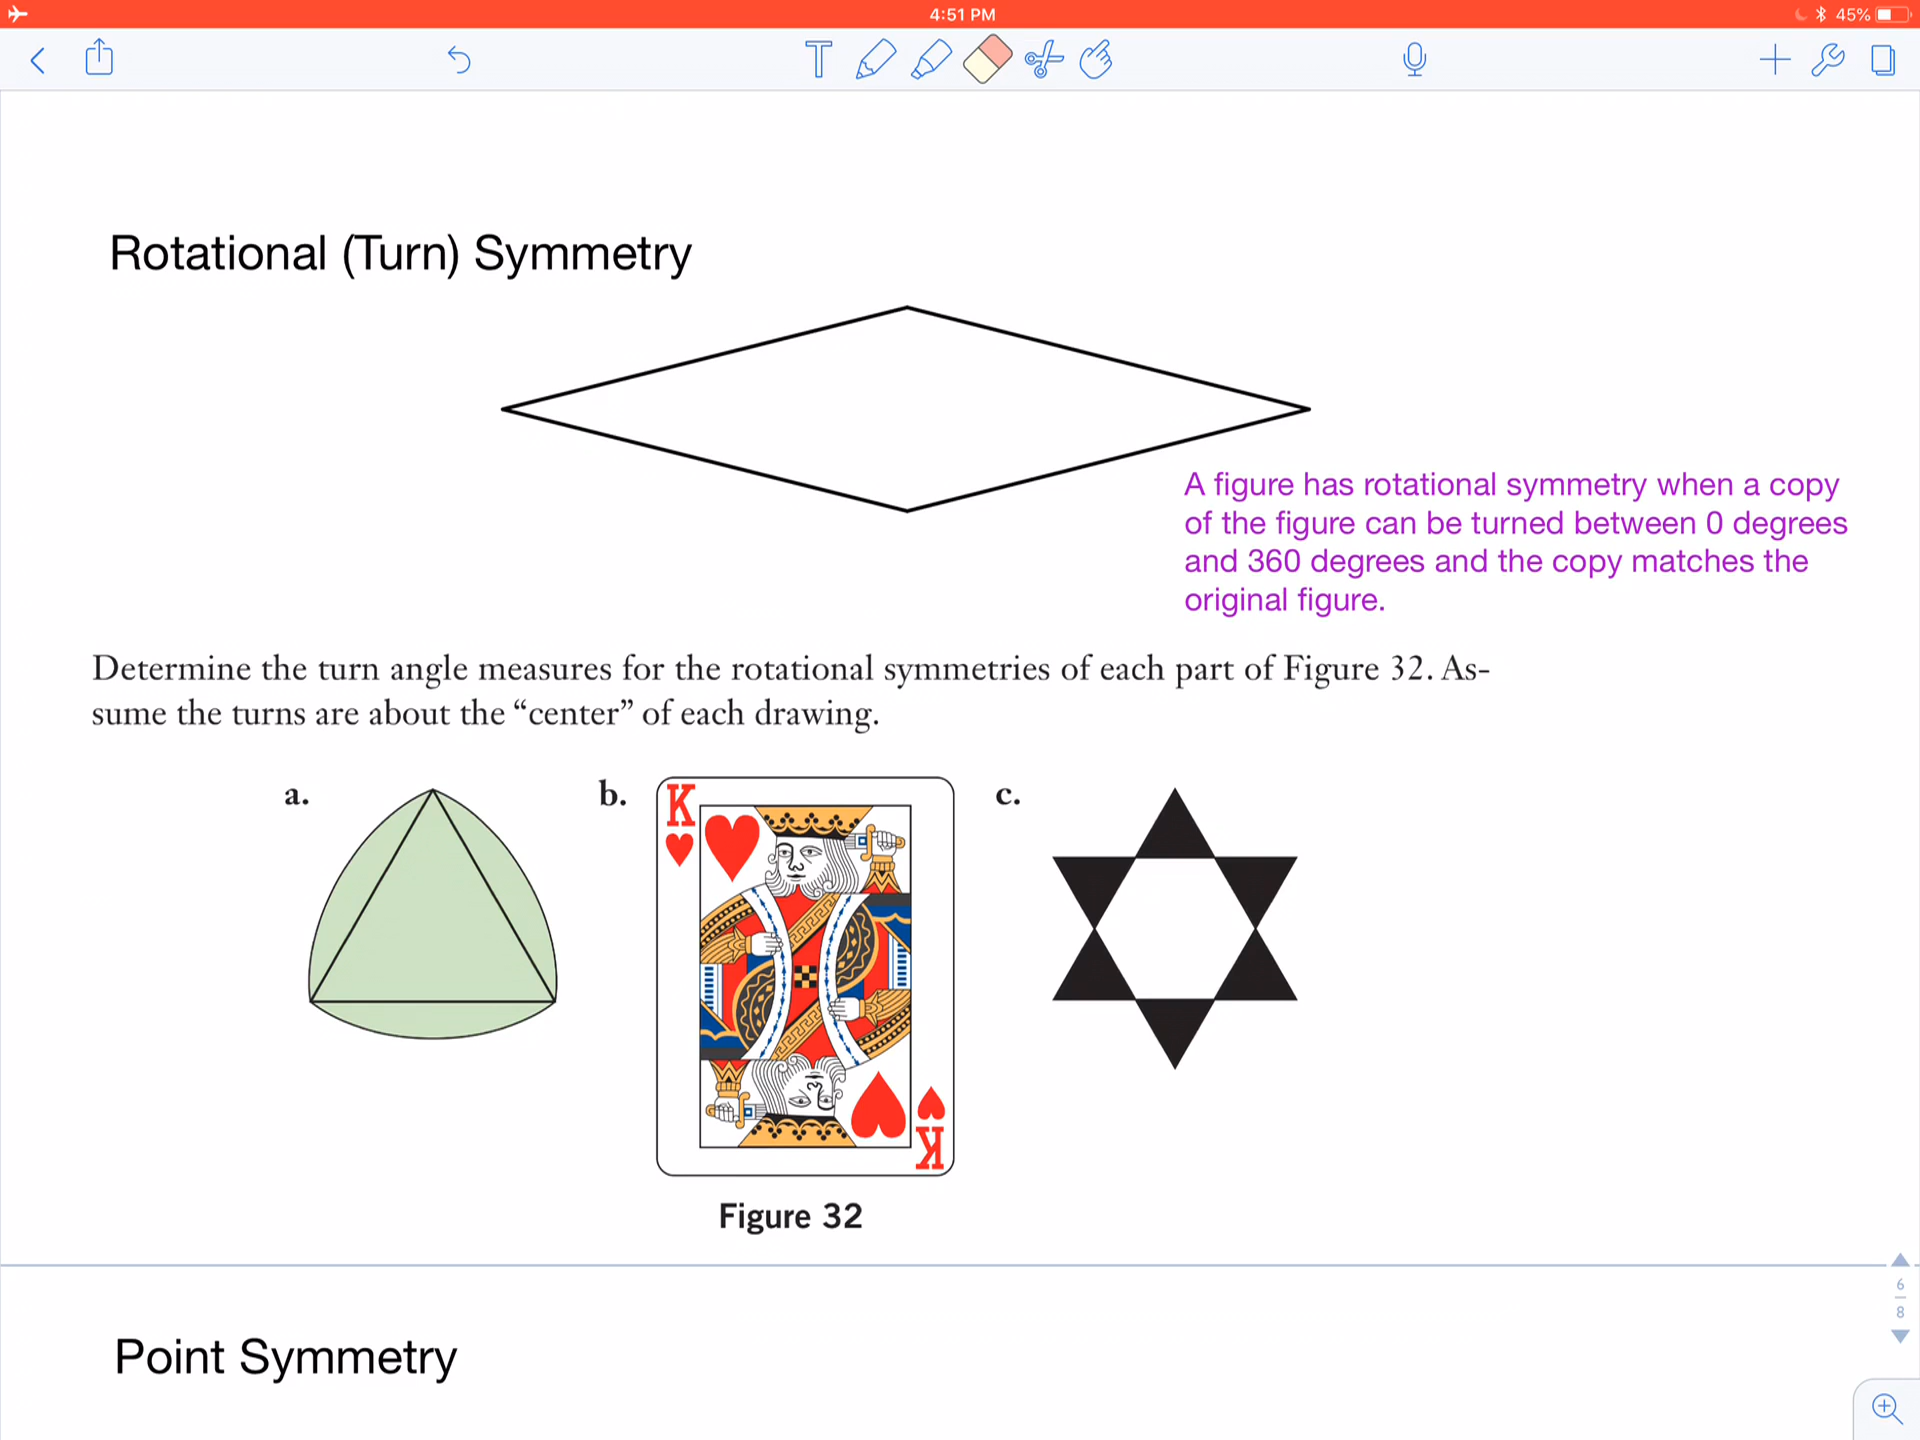 4:51 PM
45%
T
Rotational (Turn) Symmetry
A figure has rotational symmetry when a copy
of the figure can be turned between 0 degrees
and 360 degrees and the copy matches the
original figure.
Determine the turn angle measures for the rotational symmetries of each part of Figure 32. As-
sume the turns are about the “center” of each drawing.
a.
b.
c.
K
K
Figure 32
6
8
Point Symmetry